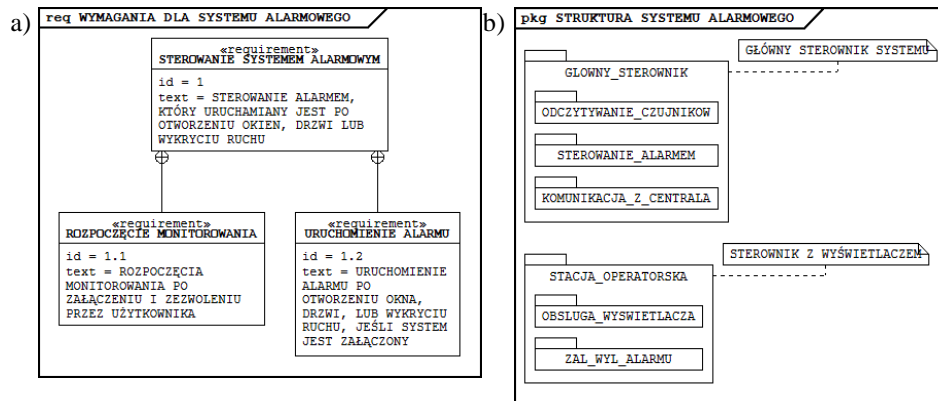 a)
req WYMAGANIA DLA SYSTEMU ALARMOWEGO
«requirement»
STEROWANIE SYSTEMEM ALARMOWYM
id = 1
text = STEROWANIE ALARMEM,
KTÓRY URUCHAMIANY JEST PO
OTWORZENIU OKIEN, DRZWI LUB
WYKRYCIU RUCHU
«requirement»
ROZPOCZĘCIE MONITOROWANIA
id = 1.1
text = ROZPOCZĘCIA
MONITOROWANIA PO
ZAŁĄCZENIU I ZEZWOLENIU
PRZEZ UŻYTKOWNIKA
«requirement»
URUCHOMIENIE ALARMU
id = 1.2
text = URUCHOMIENIE
ALARMU PO
OTWORZENIU OKNA,
DRZWI, LUB WYKRYCIU
RUCHU, JEŚLI SYSTEM
JEST ZAŁĄCZONY
b)
pkg STRUKTURA SYSTEMU ALARMOWEGO
GŁÓWNY STEROWNIK SYSTEMU
GLOWNY_STEROWNIK
ODCZYTYWANIE_CZUJNIKOW
STEROWANIE_ALARMEM
KOMUNIKACJA_Z_CENTRALA
STEROWNIK Z WYŚWIETLACZEM
STACJA_OPERATORSKA
OBSLUGA_WYSWIETLACZA
ZAL_WYL_ALARMU